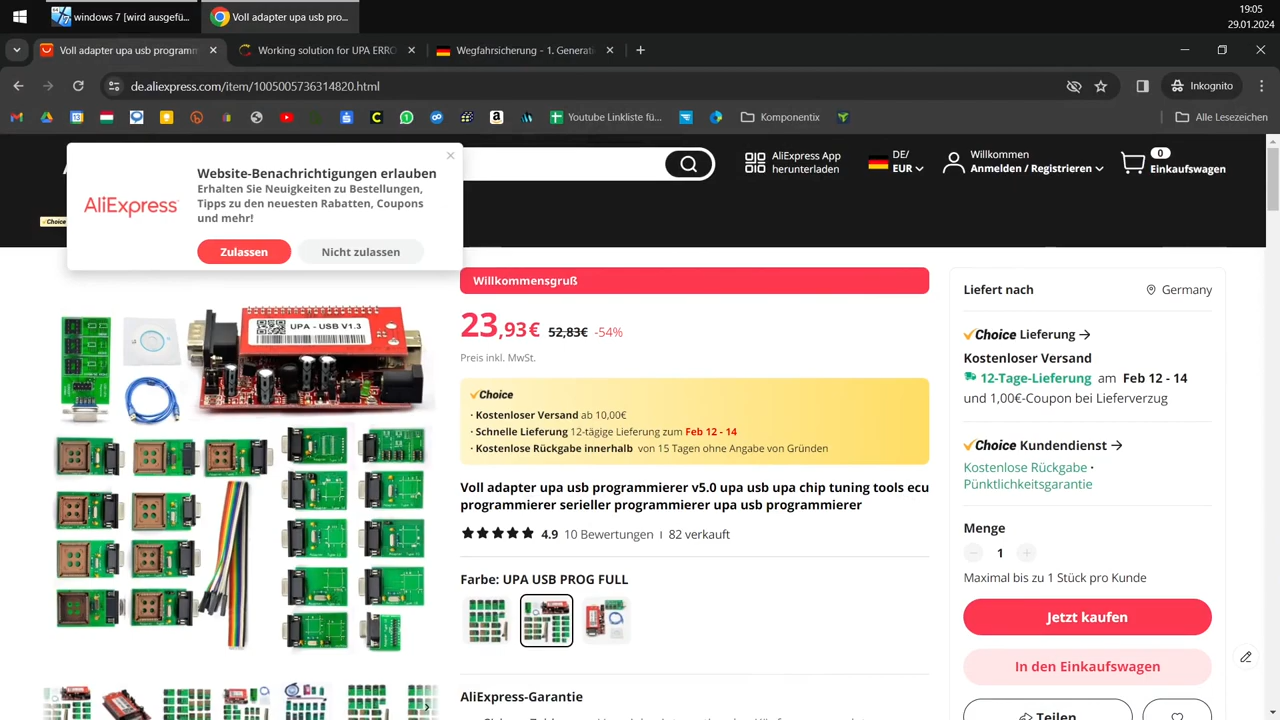 windows 7 [wird ausgefü...
Voll adapter upa usb pro...
19:05
29.01.2024
Voll adapter upa usb programm
Working solution for UPA ERRO
Wegfahrsicherung - 1. Generati
de.aliexpress.com/item/1005005736314820.html
Inkognito
Youtube Linkliste fü...
Komponentix
Alle Lesezeichen
Website-Benachrichtigungen erlauben
AliExpress
Erhalten Sie Neuigkeiten zu Bestellungen,
Tipps zu den neuesten Rabatten, Coupons
und mehr!
Zulassen
Nicht zulassen
AliExpress App
herunterladen
DE/
EUR
Willkommen
Anmelden / Registrieren
0
Einkaufswagen
Choice
Willkommensgruß
23,93€ 52,83€ -54%
Preis inkl. MwSt.
Choice
· Kostenloser Versand ab 10,00€
· Schnelle Lieferung 12-tägige Lieferung zum Feb 12 - 14
· Kostenlose Rückgabe innerhalb von 15 Tagen ohne Angabe von Gründen
Voll adapter upa usb programmierer v5.0 upa usb upa chip tuning tools ecu
programmierer serieller programmierer upa usb programmierer
4.9 10 Bewertungen 82 verkauft
Farbe: UPA USB PROG FULL
AliExpress-Garantie
UPA - USB V1.3
Liefert nach
Germany
Choice Lieferung
Kostenloser Versand
12-Tage-Lieferung am Feb 12 - 14
und 1,00€-Coupon bei Lieferverzug
Choice Kundendienst
Kostenlose Rückgabe ·
Pünktlichkeitsgarantie
Menge
1
Maximal bis zu 1 Stück pro Kunde
Jetzt kaufen
In den Einkaufswagen
Teilen